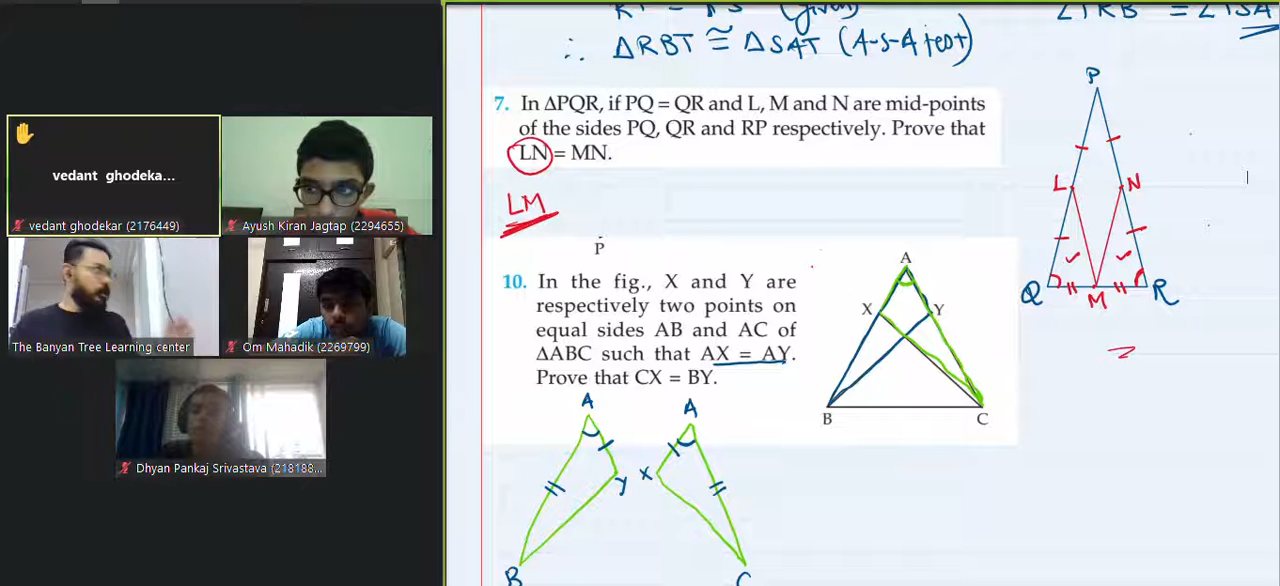 vedant ghodeka...
vedant ghodekar (2176449)
Ayush Kiran Jagtap (2294655)
The Banyan Tree Learning center
Om Mahadik (2269799)
Dhyan Pankaj Srivastava (218188...
(given)
∴ ΔRBT ≅ ΔSAT (A-S-A test)
7. In ΔPQR, if PQ = QR and L, M and N are mid-points
of the sides PQ, QR and RP respectively. Prove that
LN = MN.
LM
P
10. In the fig., X and Y are
respectively two points on
equal sides AB and AC of
ΔABC such that AX = AY.
Prove that CX = BY.
A
X
Y
B
C
A
Y
B
A
X
C
∠TRB = ∠TSA
P
L
N
Q
M
R